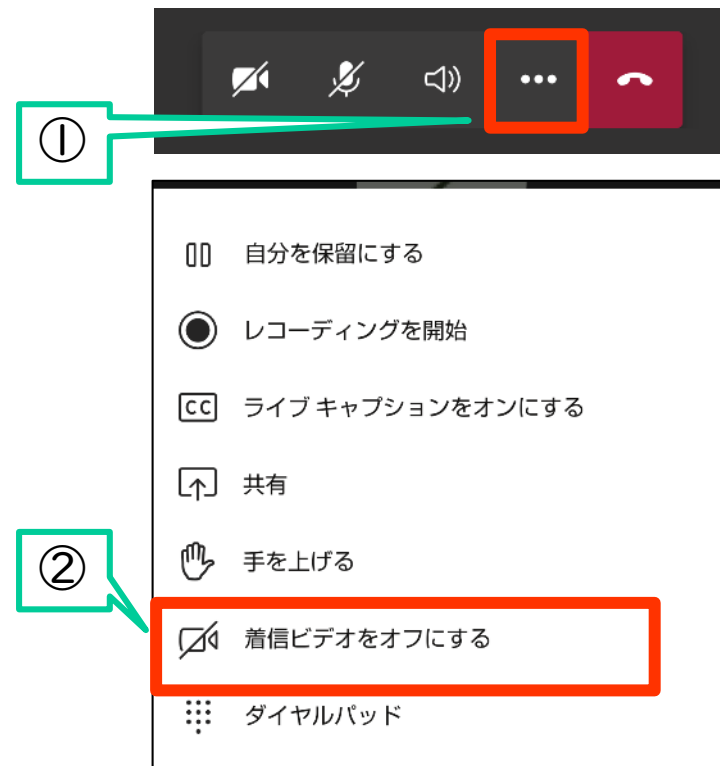 ①
自分を保留にする
レコーディングを開始
CC ライブ キャプションをオンにする
共有
②
手を上げる
着信ビデオをオフにする
ダイヤルパッド